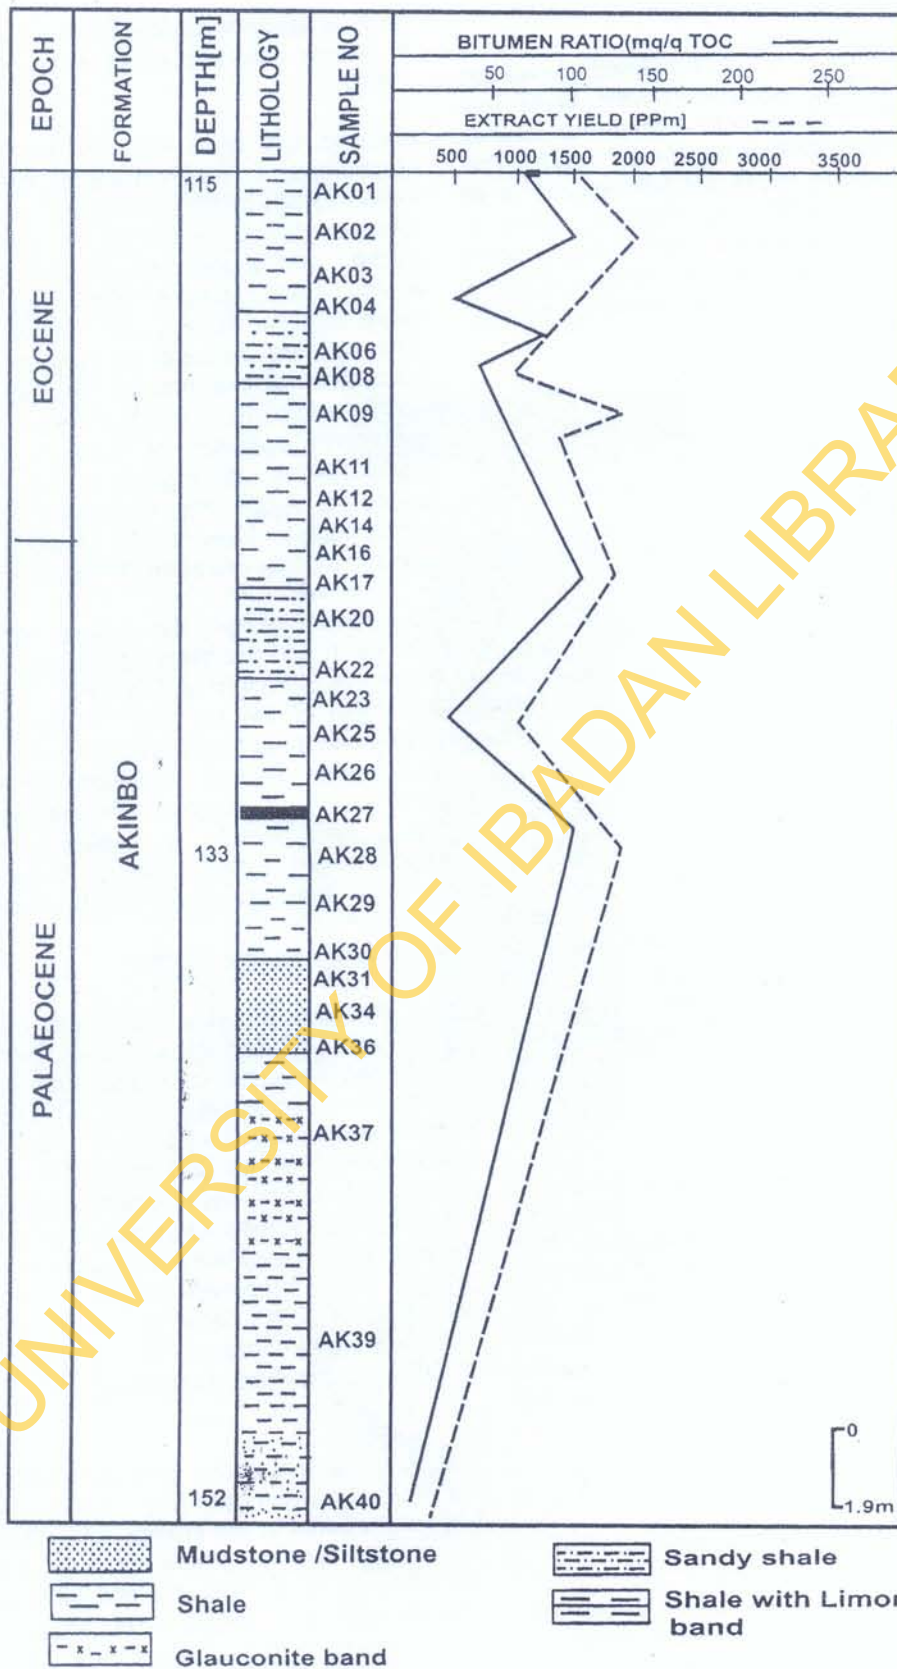 EPOCH
FORMATION
DEPTH[m]
LITHOLOGY
SAMPLE NO
BITUMEN RATIO(mq/q TOC
50 100 150 200 250
EXTRACT YIELD [PPm]
500 1000 1500 2000 2500 3000 3500
EOCENE
PALAEOCENE
AKINBO
115
133
152
AK01
AK02
AK03
AK04
AK06
AK08
AK09
AK11
AK12
AK14
AK16
AK17
AK20
AK22
AK23
AK25
AK26
AK27
AK28
AK29
AK30
AK31
AK34
AK36
AK37
AK39
AK40
0
1.9m
Mudstone /Siltstone
Shale
Glauconite band
Sandy shale
Shale with Limon
band
UNIVERSITY OF IBADAN LIBRAR